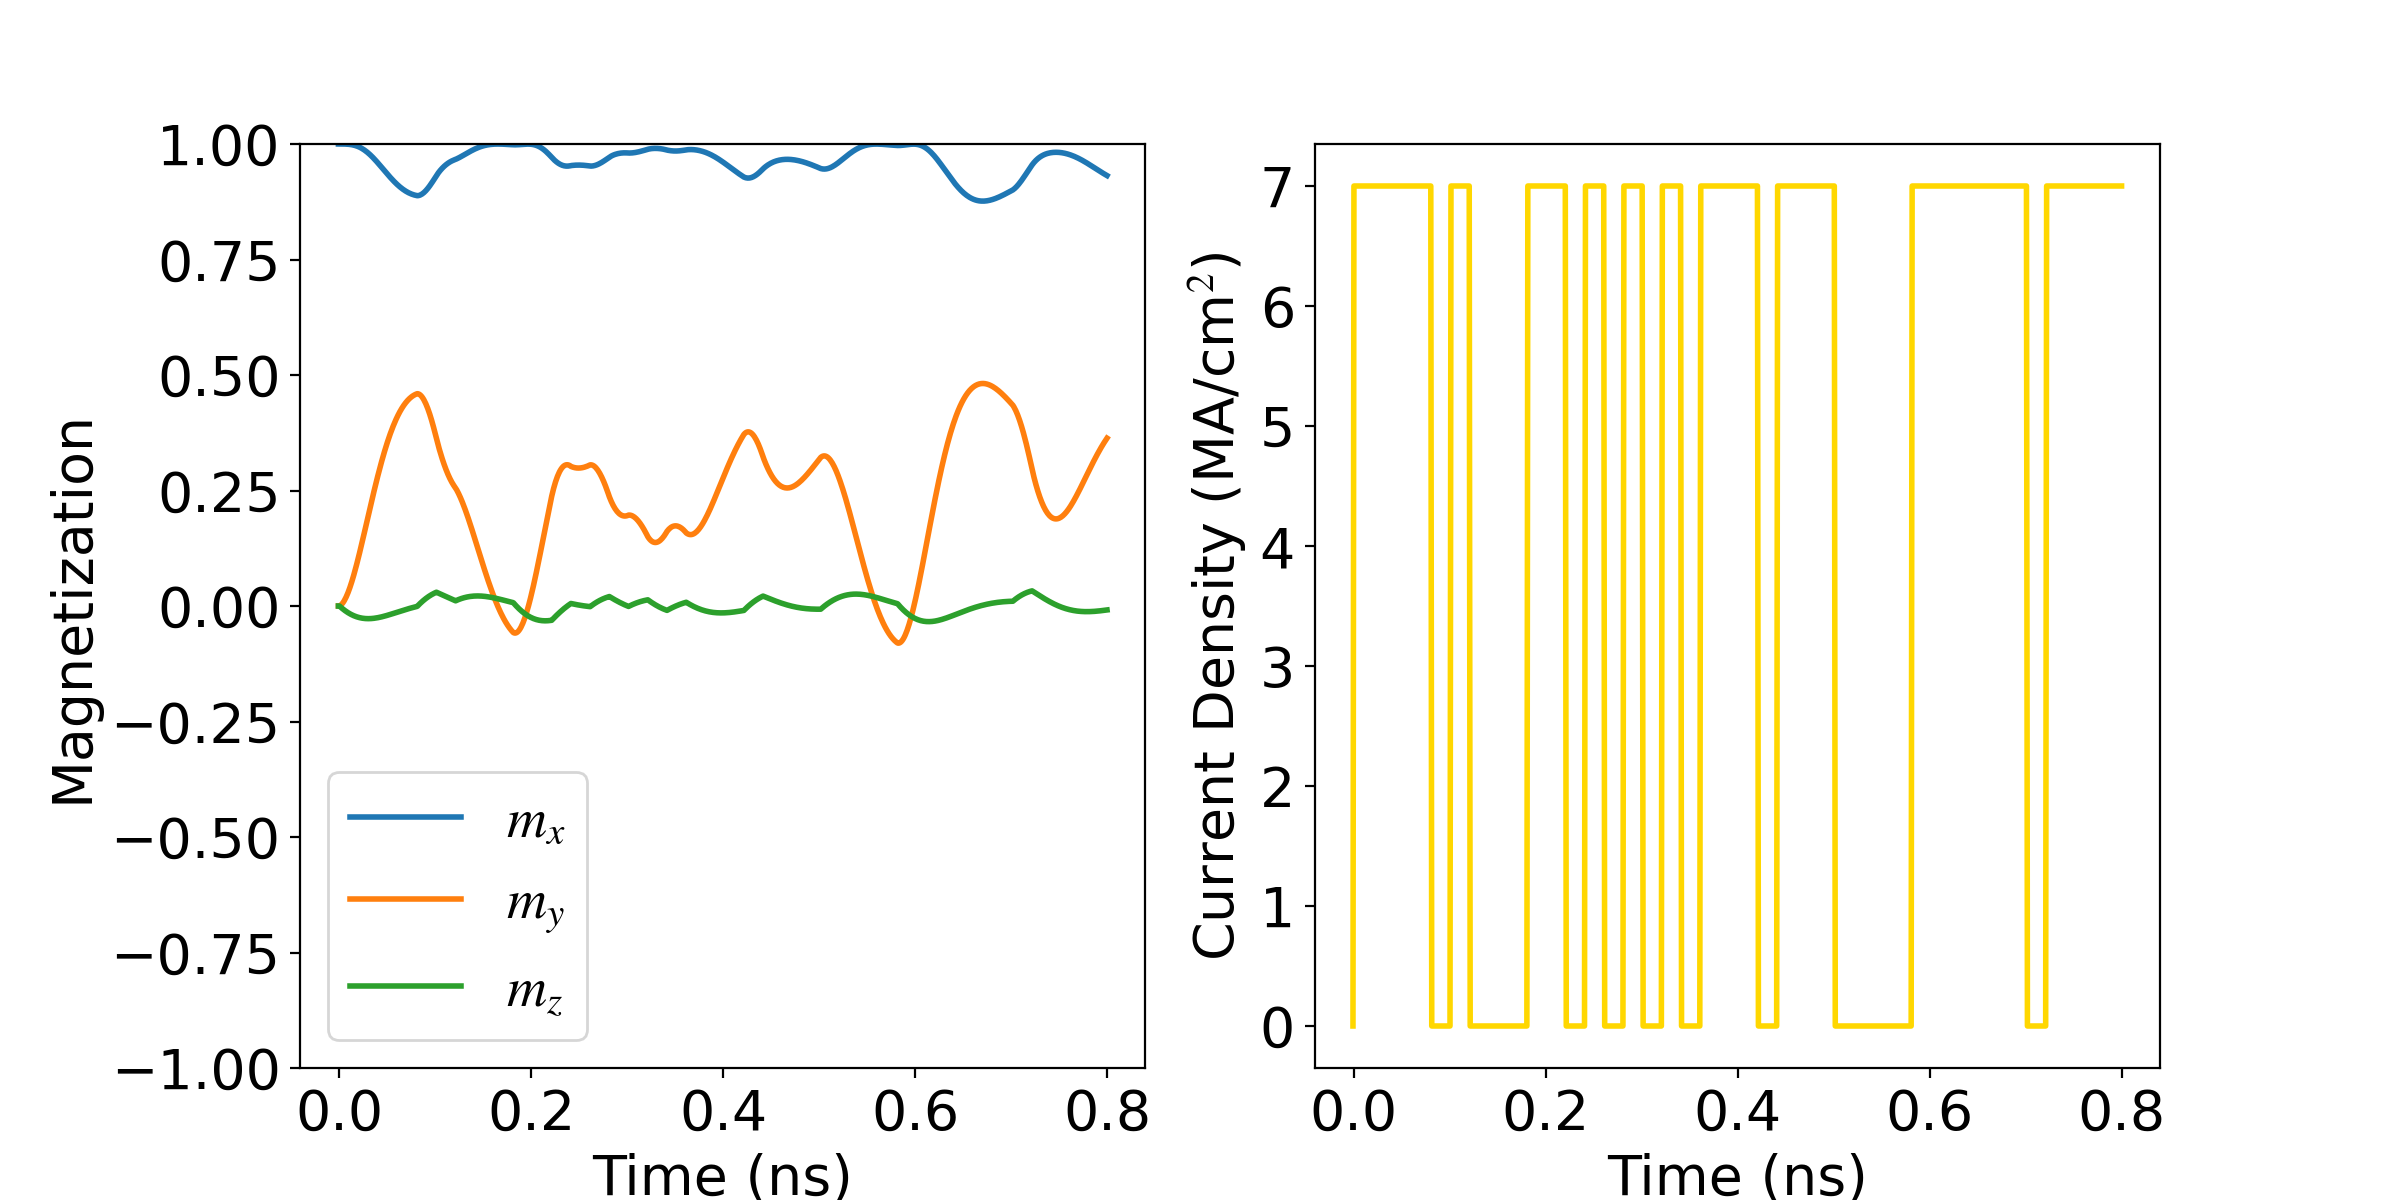 Magnetization
1.00
0.75
0.50
0.25
0.00
−0.25
−0.50
−0.75
−1.00
m_x
m_y
m_z
0.0 0.2 0.4 0.6 0.8
Time (ns)
Current Density (MA/cm²)
7
6
5
4
3
2
1
0
0.0 0.2 0.4 0.6 0.8
Time (ns)